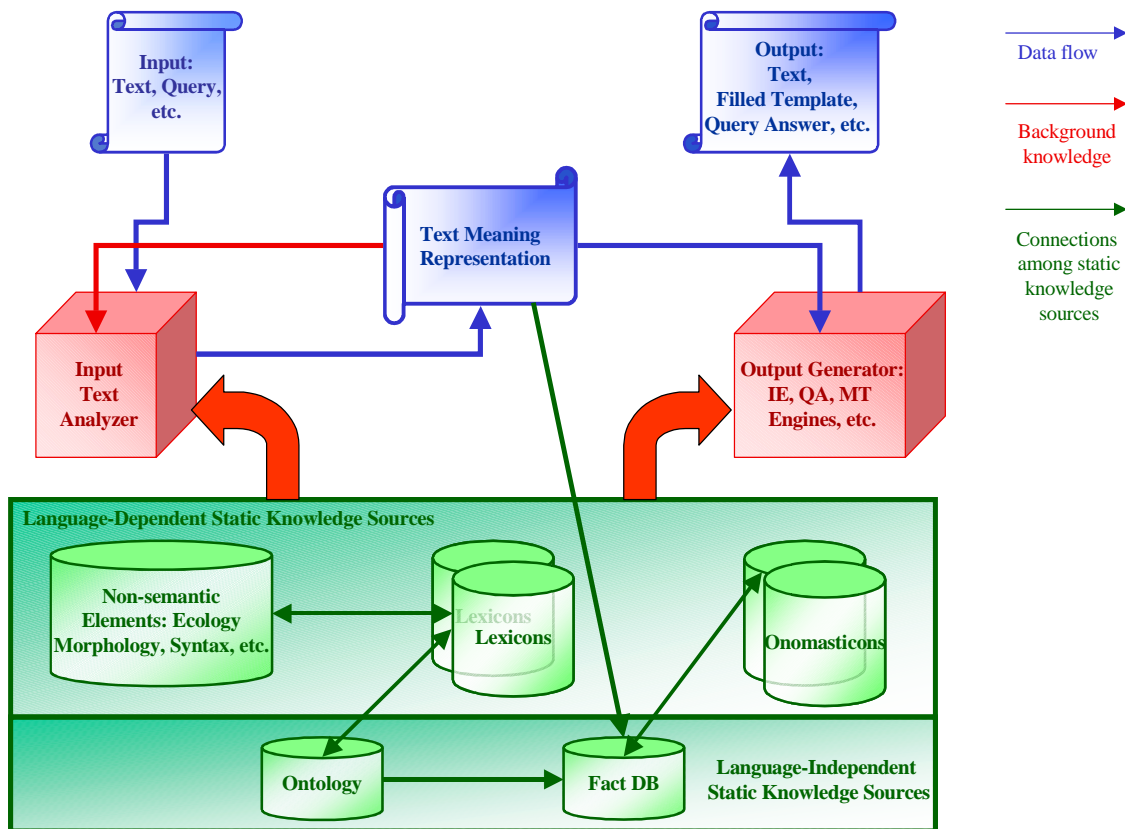 Input:
Text, Query,
etc.
Output:
Text,
Filled Template,
Query Answer, etc.
Data flow
Background
knowledge
Connections
among static
knowledge
sources
Text Meaning
Representation
Input
Text
Analyzer
Output Generator:
IE, QA, MT
Engines, etc.
Language-Dependent Static Knowledge Sources
Non-semantic
Elements: Ecology
Morphology, Syntax, etc.
Lexicons
Lexicons
Onomasticons
Ontology
Fact DB
Language-Independent
Static Knowledge Sources